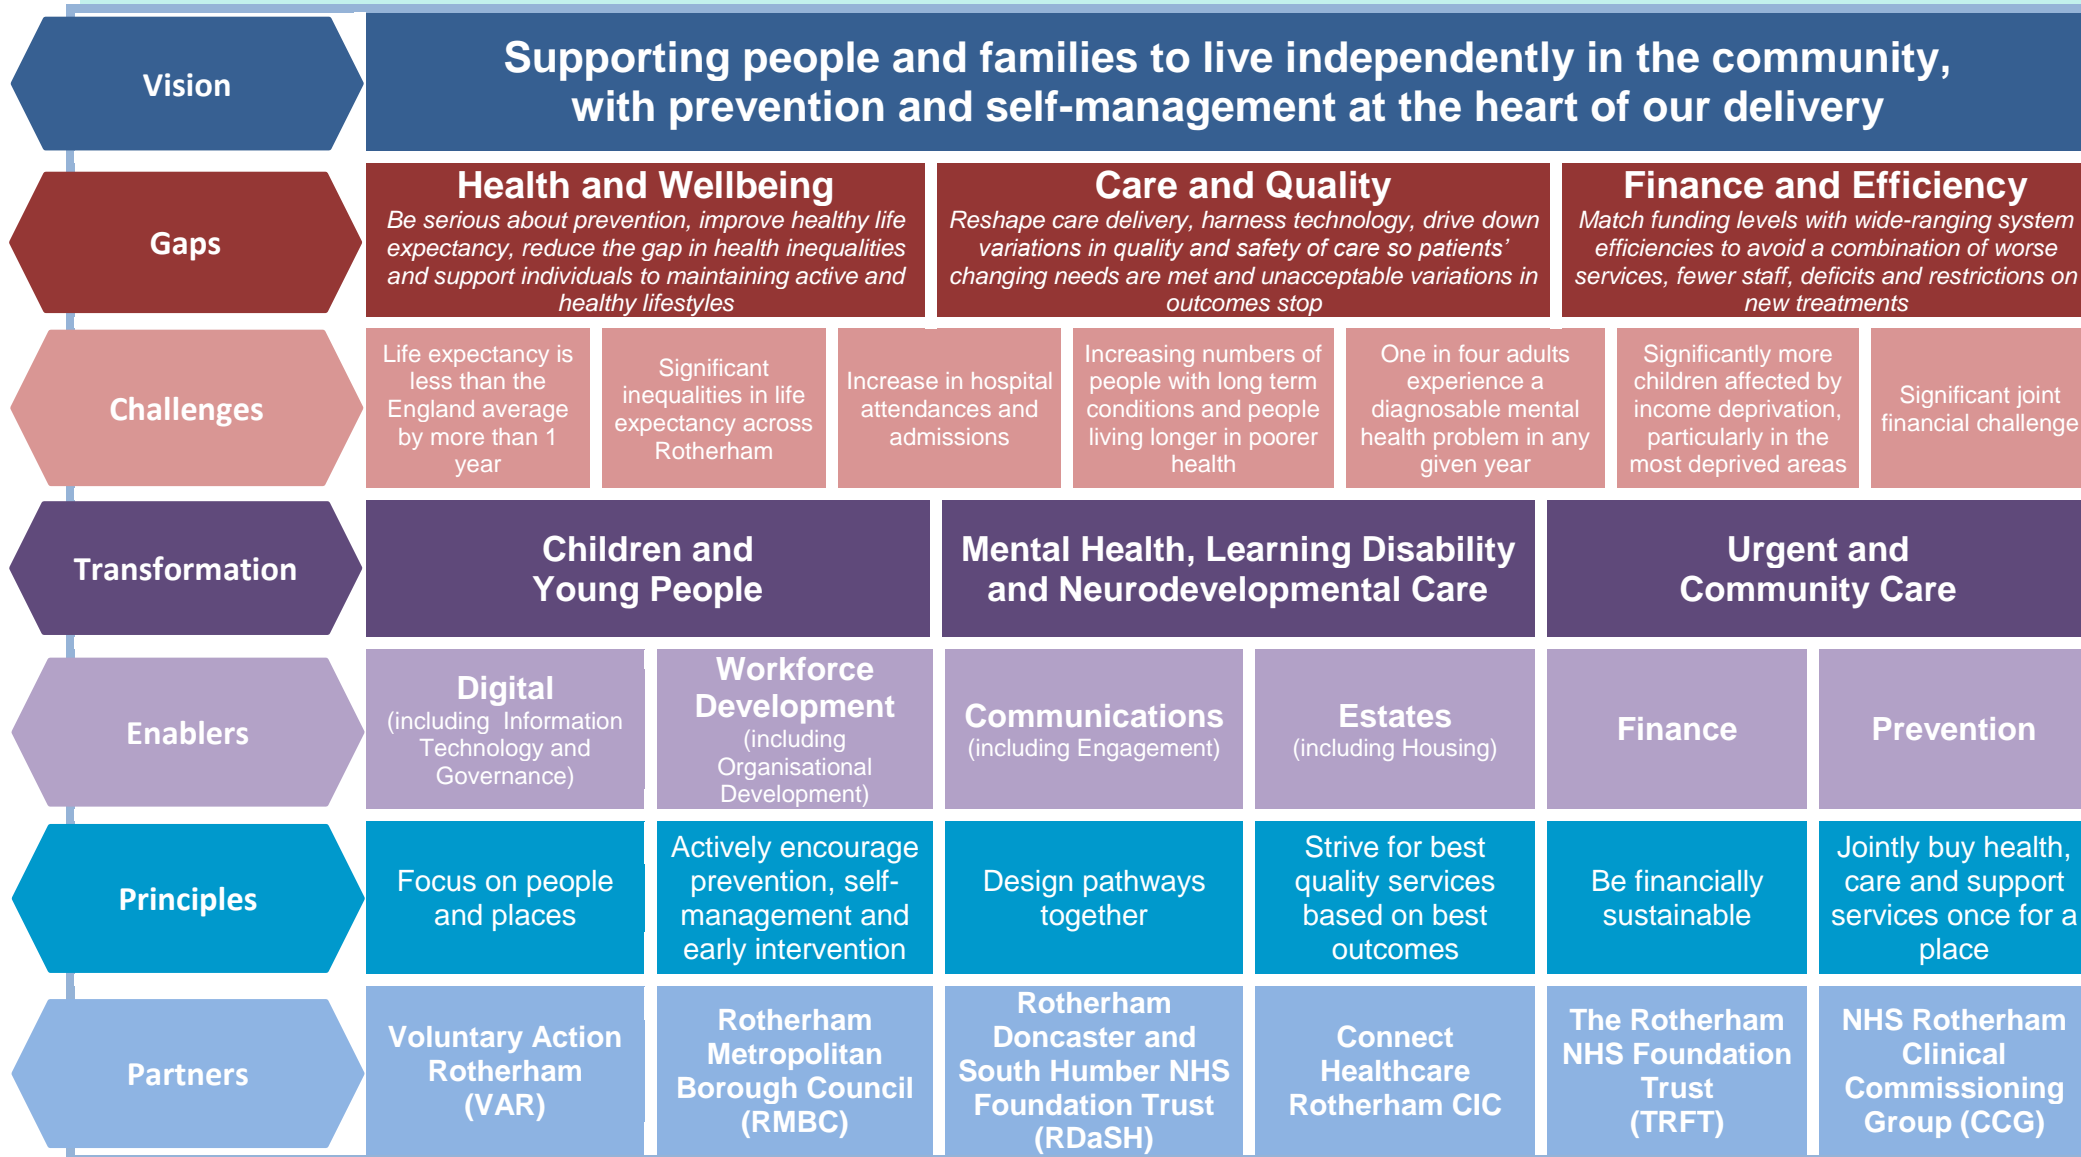 Vision
Supporting people and families to live independently in the community,
with prevention and self-management at the heart of our delivery
Gaps
Health and Wellbeing
Be serious about prevention, improve healthy life
expectancy, reduce the gap in health inequalities
and support individuals to maintaining active and
healthy lifestyles
Care and Quality
Reshape care delivery, harness technology, drive down
variations in quality and safety of care so patients’
changing needs are met and unacceptable variations in
outcomes stop
Finance and Efficiency
Match funding levels with wide-ranging system
efficiencies to avoid a combination of worse
services, fewer staff, deficits and restrictions on
new treatments
Challenges
Life expectancy is
less than the
England average
by more than 1
year
Significant
inequalities in life
expectancy across
Rotherham
Increase in hospital
attendances and
admissions
Increasing numbers of
people with long term
conditions and people
living longer in poorer
health
One in four adults
experience a
diagnosable mental
health problem in any
given year
Significantly more
children affected by
income deprivation,
particularly in the
most deprived areas
Significant joint
financial challenge
Transformation
Children and
Young People
Mental Health, Learning Disability
and Neurodevelopmental Care
Urgent and
Community Care
Enablers
Digital
(including Information
Technology and
Governance)
Workforce
Development
(including
Organisational
Development)
Communications
(including Engagement)
Estates
(including Housing)
Finance
Prevention
Principles
Focus on people
and places
Actively encourage
prevention, self-
management and
early intervention
Design pathways
together
Strive for best
quality services
based on best
outcomes
Be financially
sustainable
Jointly buy health,
care and support
services once for a
place
Partners
Voluntary Action
Rotherham
(VAR)
Rotherham
Metropolitan
Borough Council
(RMBC)
Rotherham
Doncaster and
South Humber NHS
Foundation Trust
(RDaSH)
Connect
Healthcare
Rotherham CIC
The Rotherham
NHS Foundation
Trust
(TRFT)
NHS Rotherham
Clinical
Commissioning
Group (CCG)